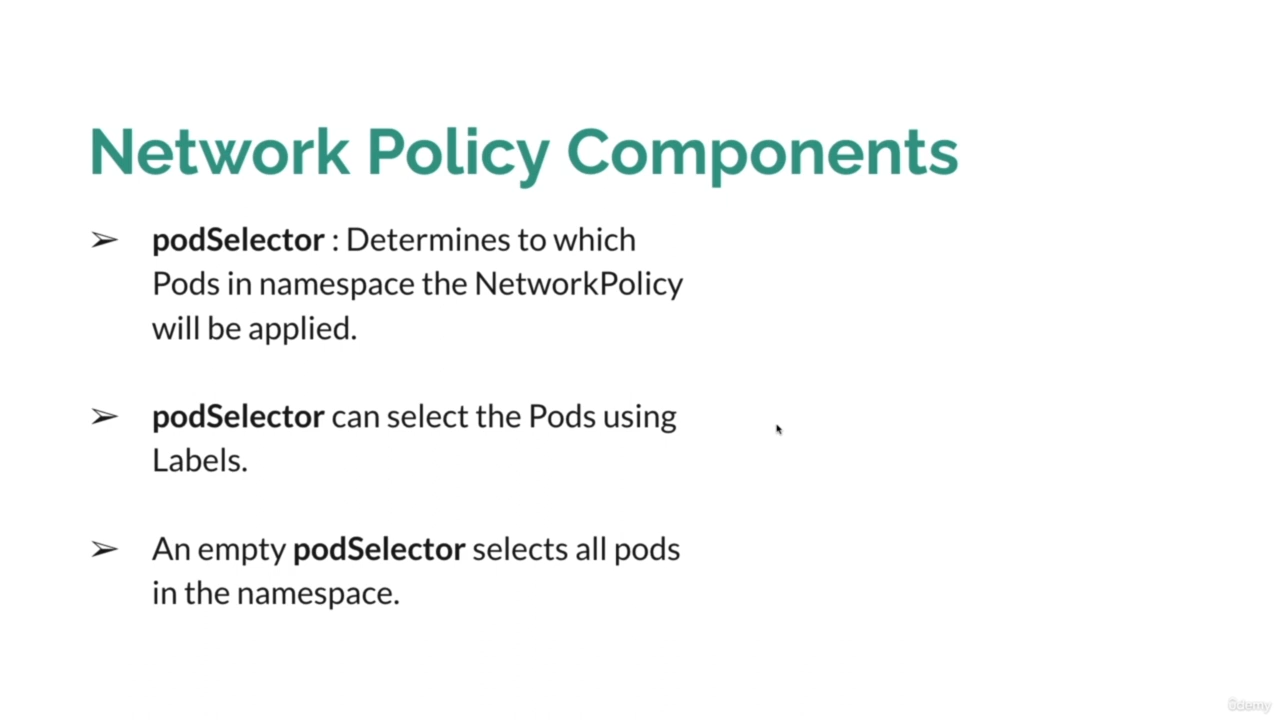 Network Policy Components
➢ podSelector : Determines to which
Pods in namespace the NetworkPolicy
will be applied.
➢ podSelector can select the Pods using
Labels.
➢ An empty podSelector selects all pods
in the namespace.
ûdemy